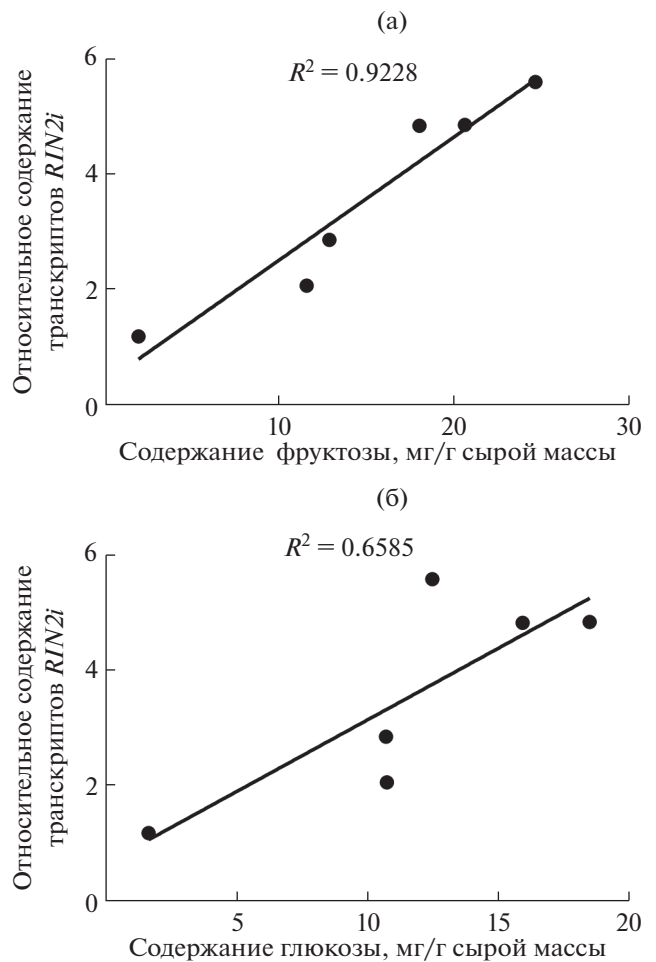 (а)
Относительное содержание
транскриптов RIN2i
6
4
2
0
R² = 0.9228
10
20
30
Содержание фруктозы, мг/г сырой массы
(б)
Относительное содержание
транскриптов RIN2i
6
4
2
0
R² = 0.6585
5
10
15
20
Содержание глюкозы, мг/г сырой массы